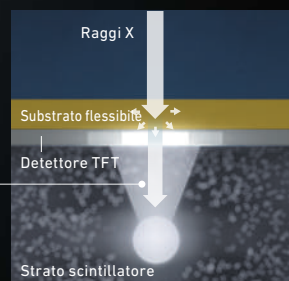 Raggi X
Substrato flessibile
Detettore TFT
Strato scintillatore